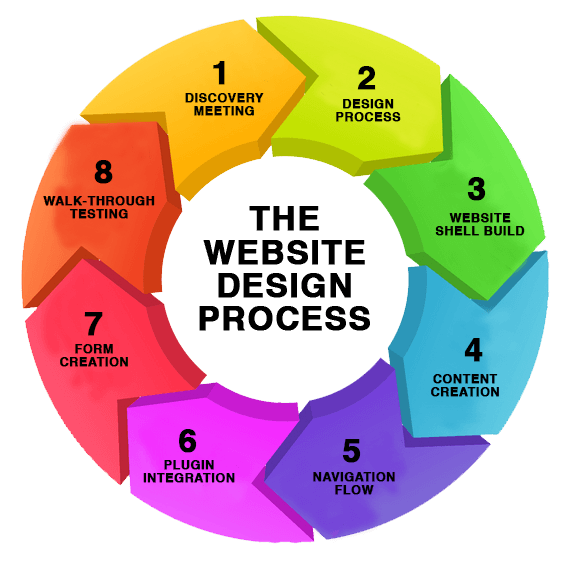 THE
WEBSITE
DESIGN
PROCESS
1
DISCOVERY
MEETING
2
DESIGN
PROCESS
3
WEBSITE
SHELL BUILD
4
CONTENT
CREATION
5
NAVIGATION
FLOW
6
PLUGIN
INTEGRATION
7
FORM
CREATION
8
WALK-THROUGH
TESTING